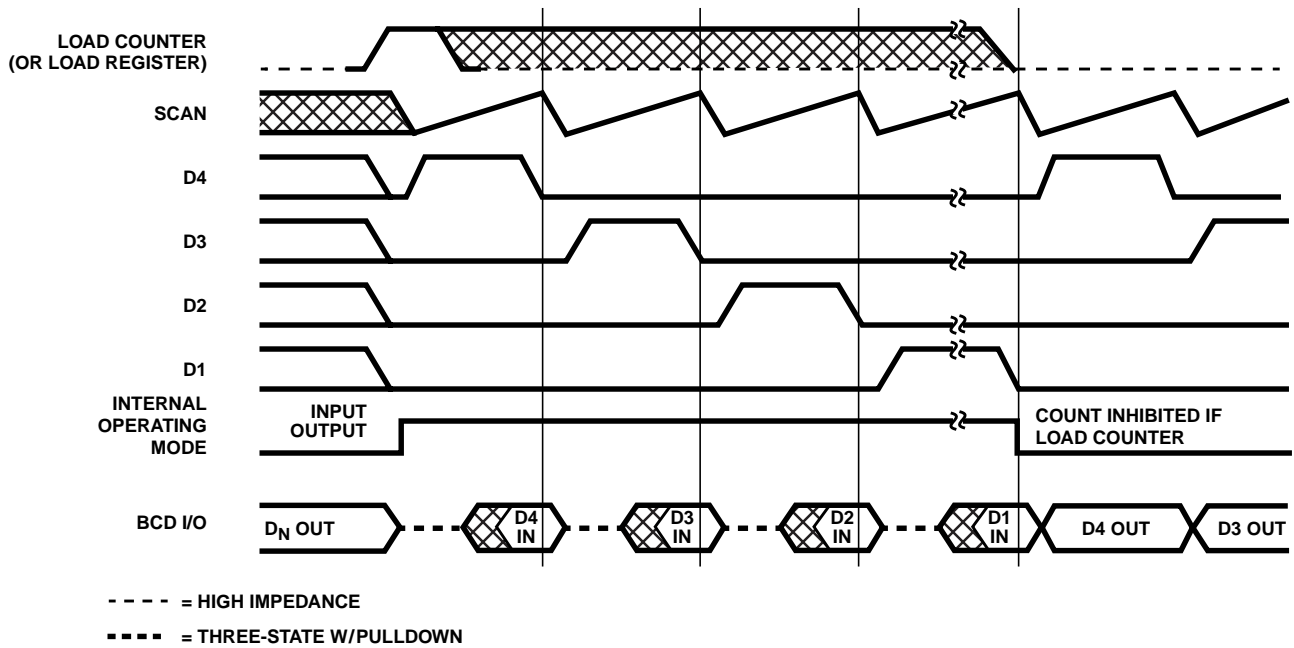 LOAD COUNTER
(OR LOAD REGISTER)
SCAN
D4
D3
D2
D1
INTERNAL
OPERATING
MODE
INPUT
OUTPUT
COUNT INHIBITED IF
LOAD COUNTER
BCD I/O
DN OUT
D4
IN
D3
IN
D2
IN
D1
IN
D4 OUT
D3 OUT
= HIGH IMPEDANCE
= THREE-STATE W/PULLDOWN